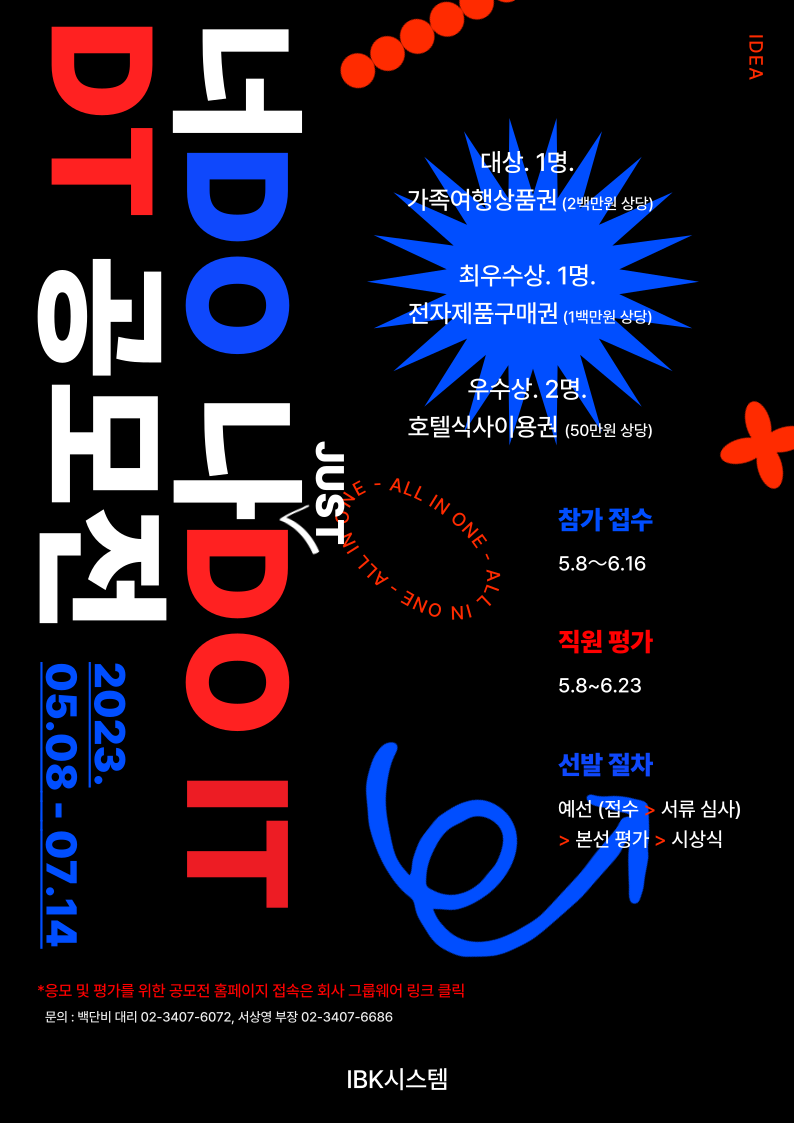 네DO 나DO IT
JUST
DT 공모전
2023.
05.08 - 07.14
IDEA
대상. 1명.
가족여행상품권 (2백만원 상당)
최우수상. 1명.
전자제품구매권 (1백만원 상당)
우수상. 2명.
호텔식사이용권 (50만원 상당)
ALL IN ONE - ALL IN ONE - ALL IN ONE -
참가 접수
5.8～6.16
직원 평가
5.8~6.23
선발 절차
예선 (접수 > 서류 심사)
> 본선 평가 > 시상식
*응모 및 평가를 위한 공모전 홈페이지 접속은 회사 그룹웨어 링크 클릭
문의 : 백단비 대리 02-3407-6072, 서상영 부장 02-3407-6686
IBK시스템